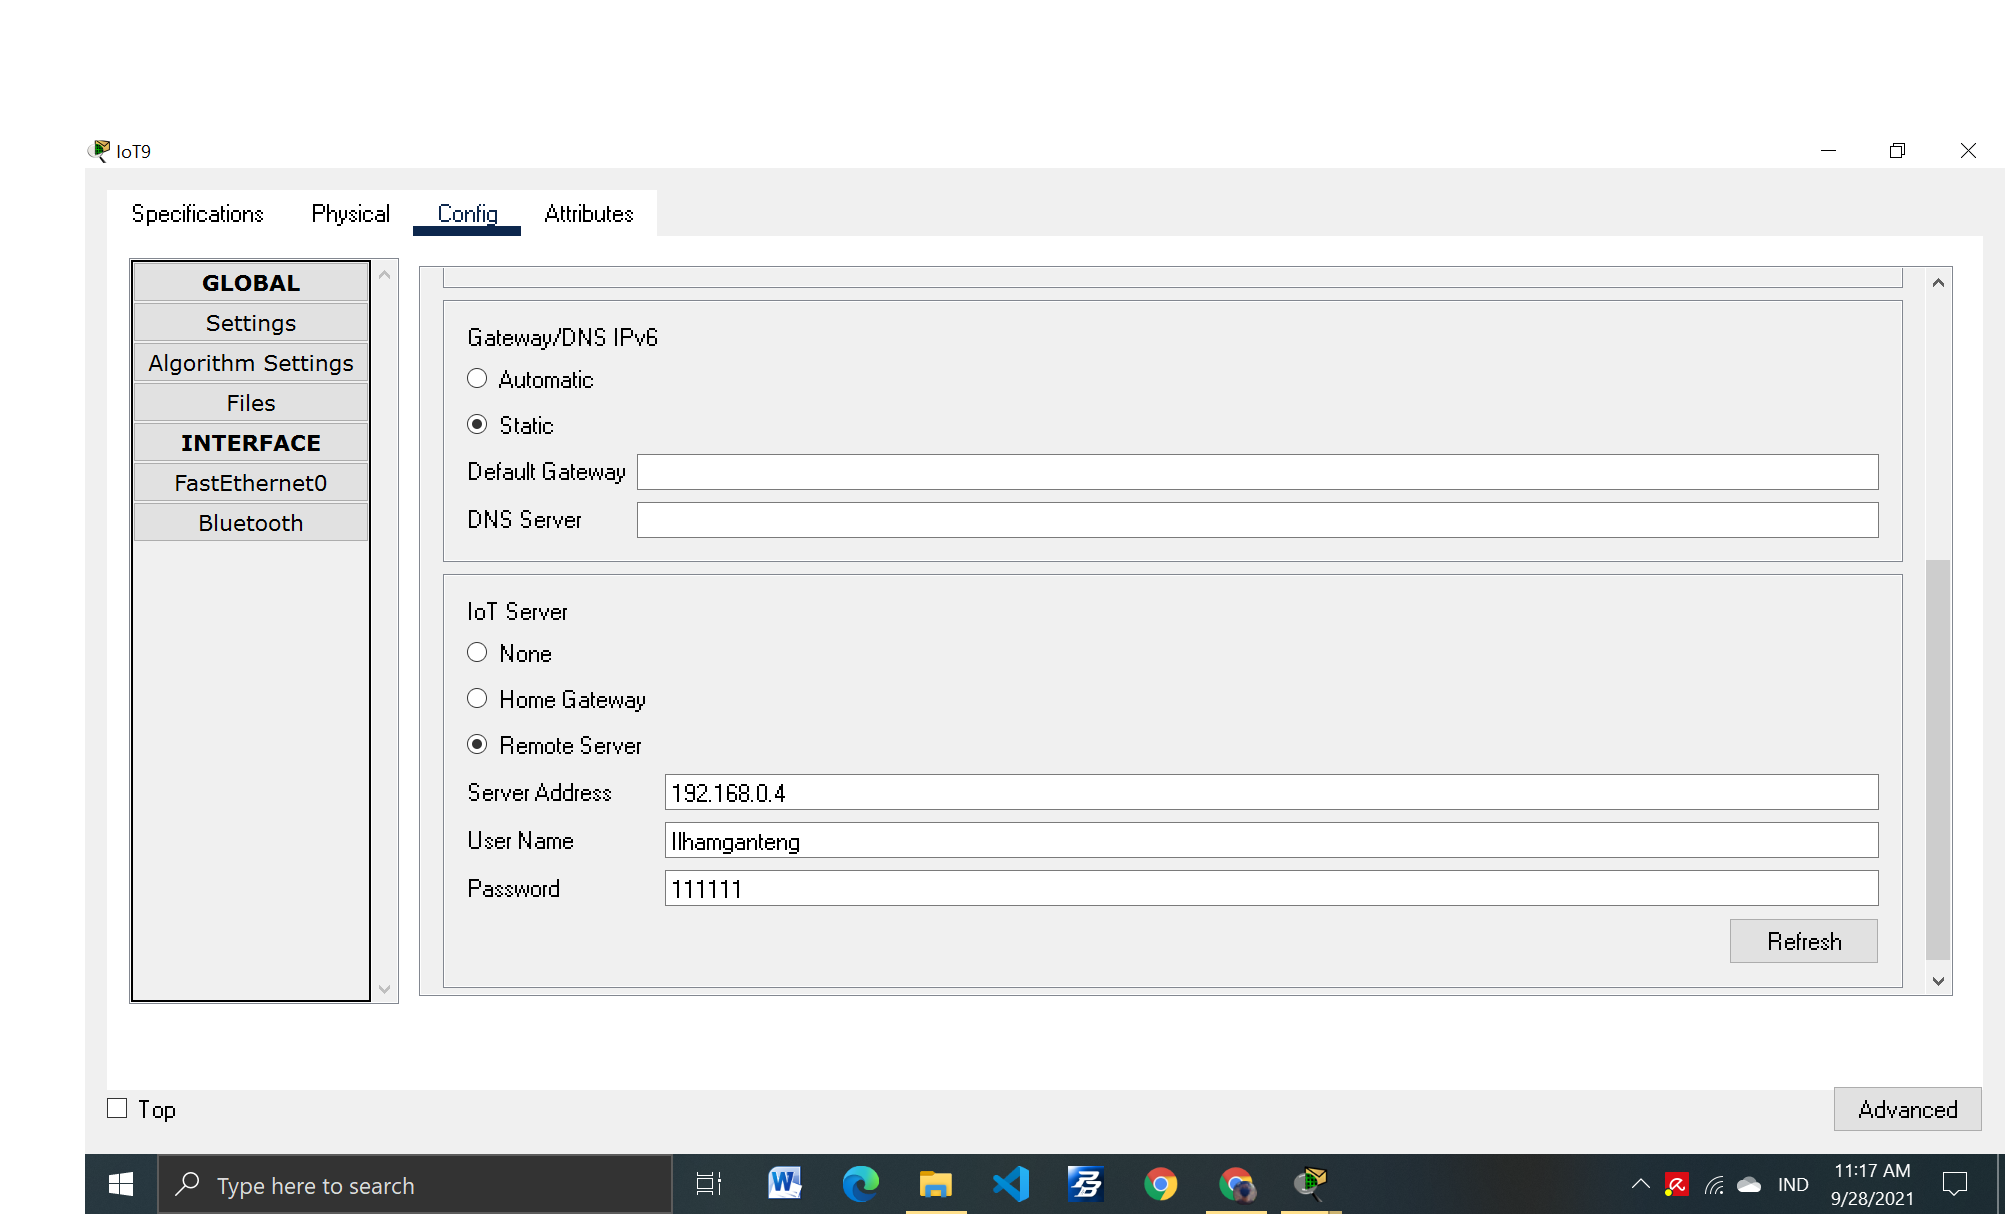 IoT9
Specifications Physical Config Attributes
GLOBAL
Settings
Algorithm Settings
Files
INTERFACE
FastEthernet0
Bluetooth
Gateway/DNS IPv6
Automatic
Static
Default Gateway
DNS Server
IoT Server
None
Home Gateway
Remote Server
Server Address 192.168.0.4
User Name Ilhamganteng
Password 111111
Refresh
Top
Advanced
Type here to search
IND
11:17 AM
9/28/2021